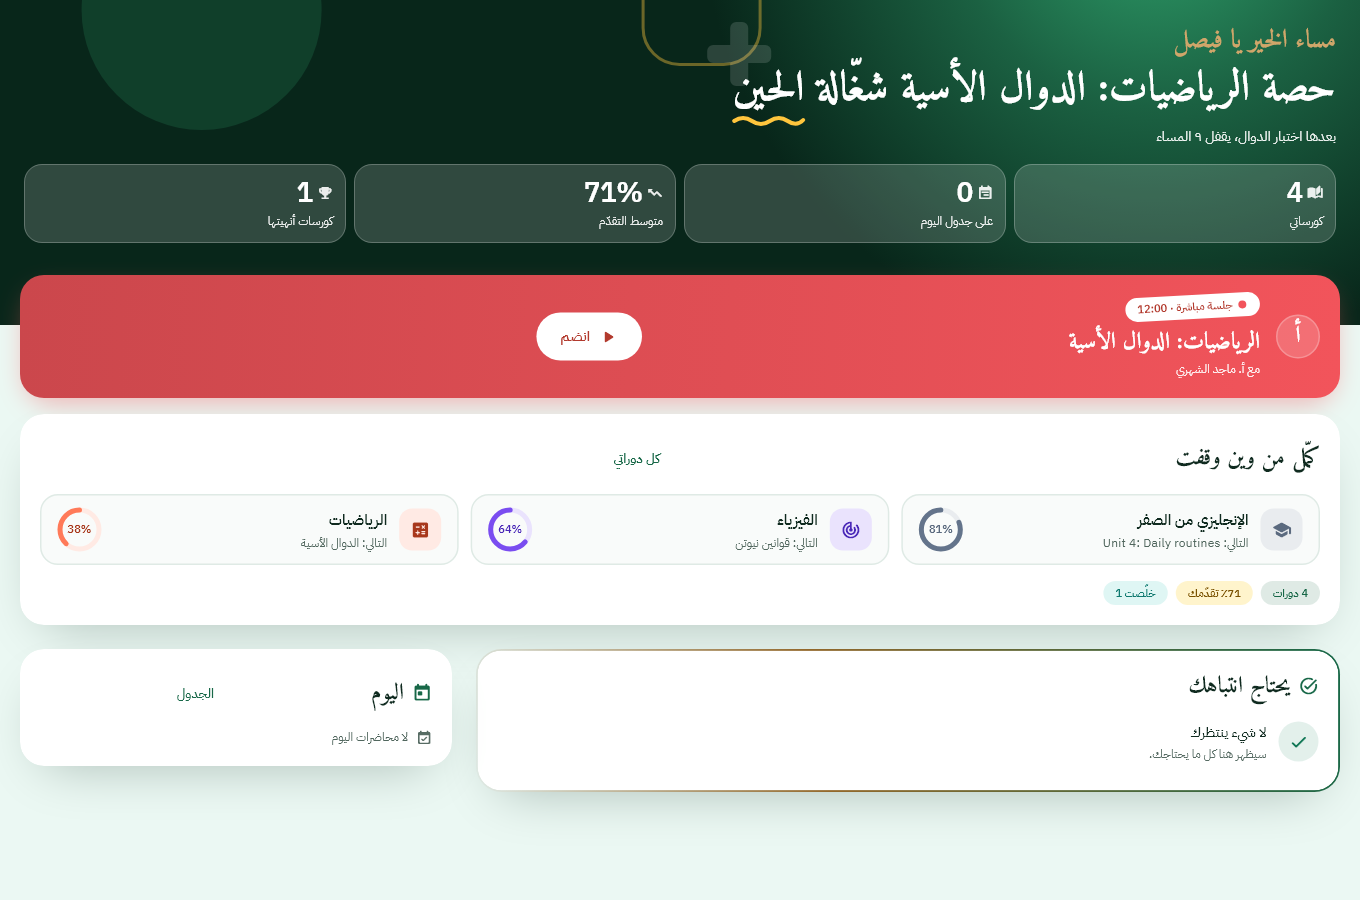 مساء الخير يا فيصل
حصة الرياضيات: الدوال الأسية شغّالة الحين
بعدها اختبار الدوال، يقفل ٩ المساء
4
كورساتي
0
على جدول اليوم
71%
متوسط التقدّم
1
كورسات أنهيتها
جلسة مباشرة · 12:00
أ
الرياضيات: الدوال الأسية
مع أ. ماجد الشهري
انضم
كمّل من وين وقفت
كل دوراتي
الإنجليزي من الصفر
التالي: Unit 4: Daily routines
81%
الفيزياء
التالي: قوانين نيوتن
64%
الرياضيات
التالي: الدوال الأسية
38%
4 دورات
71٪ تقدّمك
خلّصت 1
يحتاج انتباهك
لا شيء ينتظرك
سيظهر هنا كل ما يحتاجك.
اليوم
الجدول
لا محاضرات اليوم